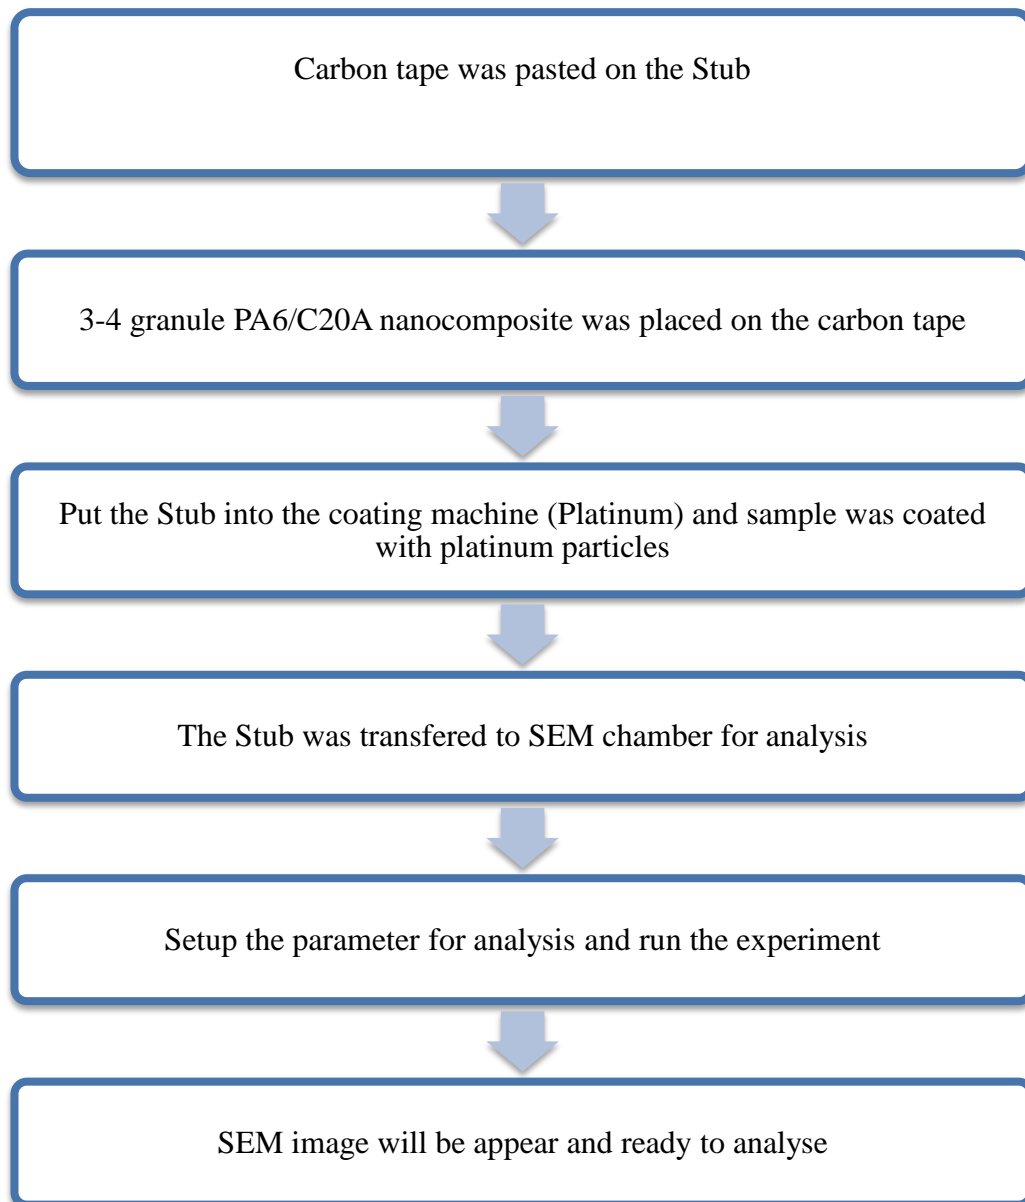 Carbon tape was pasted on the Stub
3-4 granule PA6/C20A nanocomposite was placed on the carbon tape
Put the Stub into the coating machine (Platinum) and sample was coated
with platinum particles
The Stub was transfered to SEM chamber for analysis
Setup the parameter for analysis and run the experiment
SEM image will be appear and ready to analyse